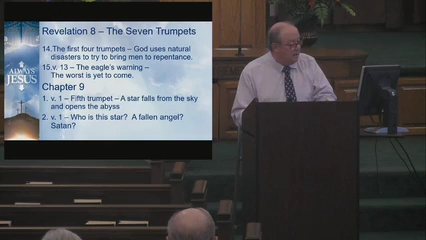 Revelation 8 – The Seven Trumpets
14.The first four trumpets – God uses natural
disasters to try to bring men to repentance.
15.v. 13 – The eagle's warning –
The worst is yet to come.
Chapter 9
1. v. 1 – Fifth trumpet – A star falls from the sky
and opens the abyss
2. v. 1 – Who is this star? A fallen angel?
Satan?
ALWAYS
JESUS